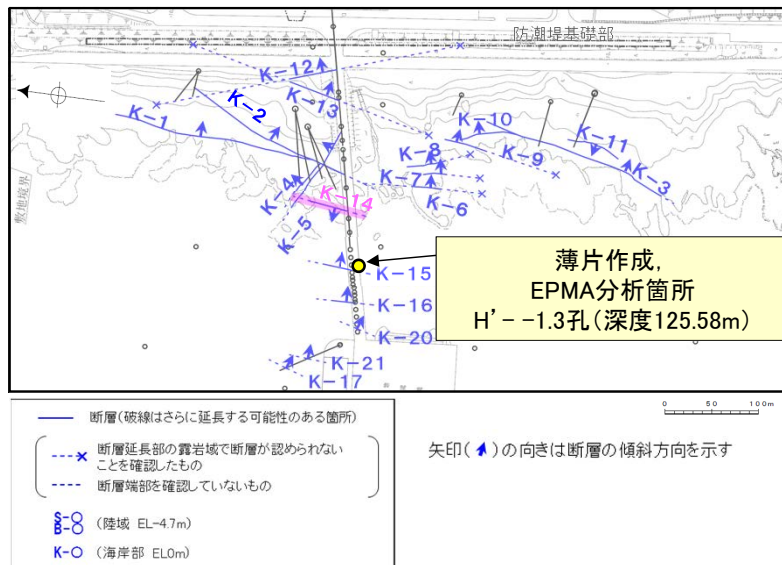 防潮堤基礎部
K-12
K-13
K-2
K-1
K-10
K-11
K-8
K-9
K-7
K-3
K-4
K-14
K-6
K-5
敷地境界
K-15
K-16
K-20
K-21
K-17
薄片作成,
EPMA分析箇所
H’- -1.3孔(深度125.58m)
0 50 100m
断層(破線はさらに延長する可能性のある箇所)
断層延長部の露岩域で断層が認められない
ことを確認したもの
断層端部を確認していないもの
S-○
B-○
(陸域 EL-4.7m)
K-○ (海岸部 EL0m)
矢印( )の向きは断層の傾斜方向を示す